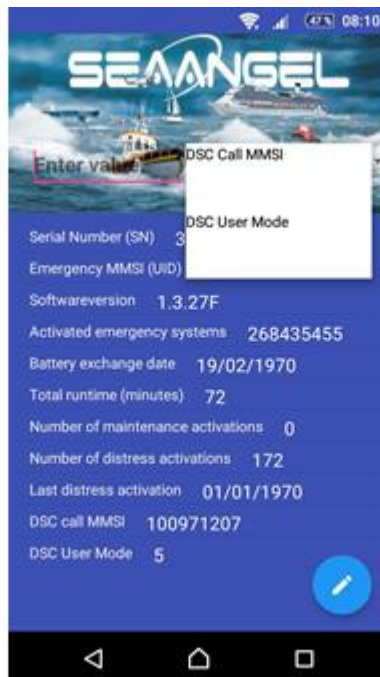 47% 08:10
SEAANGEL
Enter value
DSC Call MMSI
DSC User Mode
Serial Number (SN) 3
Emergency MMSI (UID)
Softwareversion 1.3.27F
Activated emergency systems 268435455
Battery exchange date 19/02/1970
Total runtime (minutes) 72
Number of maintenance activations 0
Number of distress activations 172
Last distress activation 01/01/1970
DSC call MMSI 100971207
DSC User Mode 5